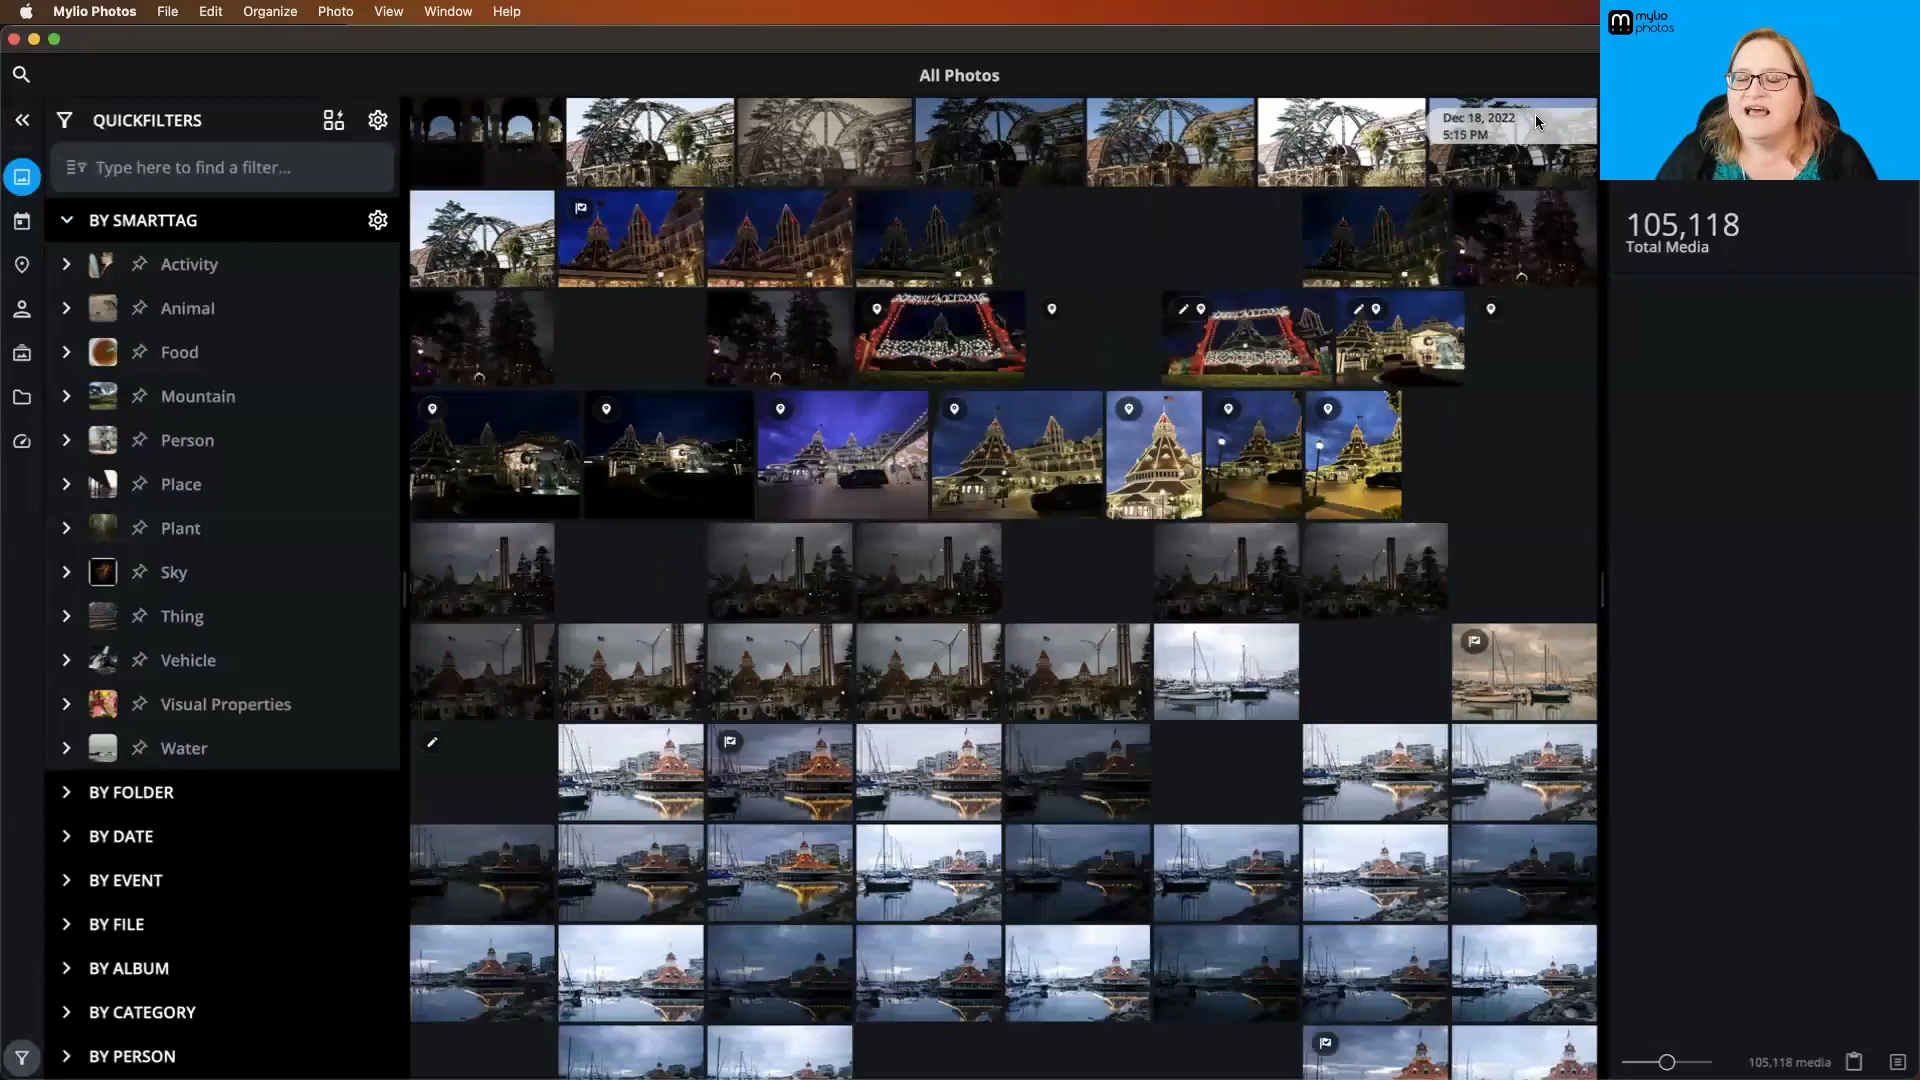 Mylio Photos File Edit Organize Photo View Window Help
mylio
photos
All Photos
QUICKFILTERS
Type here to find a filter...
BY SMARTTAG
Activity
Animal
Food
Mountain
Person
Place
Plant
Sky
Thing
Vehicle
Visual Properties
Water
BY FOLDER
BY DATE
BY EVENT
BY FILE
BY ALBUM
BY CATEGORY
BY PERSON
Dec 18, 2022
5:15 PM
105,118
Total Media
105,118 media